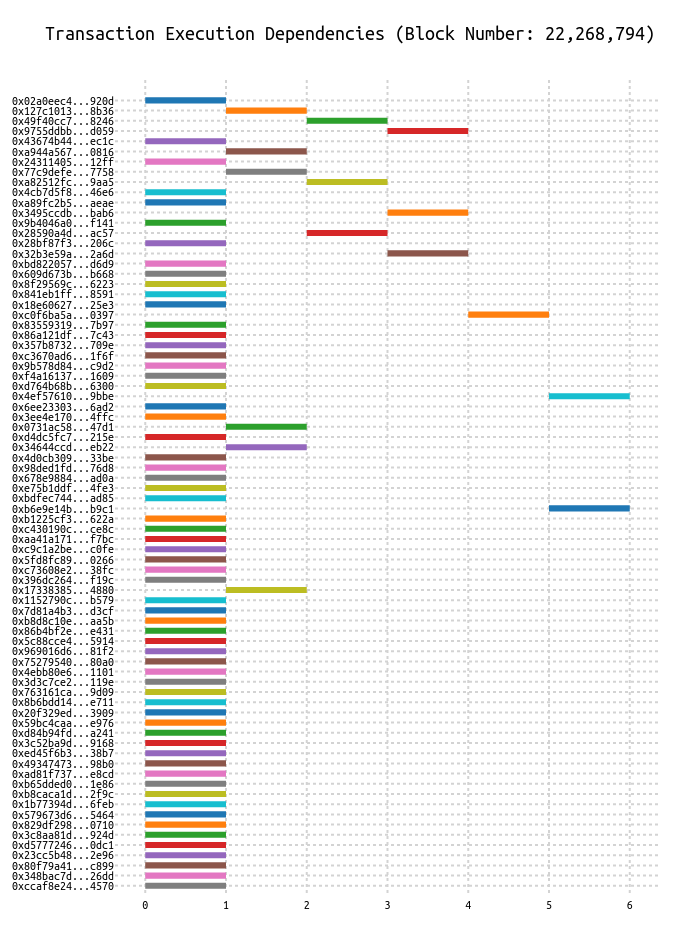 Transaction Execution Dependencies (Block Number: 22,268,794)
0x02a0eec4...920d
0x127c1013...8b36
0x49f40cc7...8246
0x9755ddbb...d059
0x43674b44...ec1c
0xa944a567...0816
0x24311405...12ff
0x77c9defe...7758
0xa82512fc...9aa5
0x4cb7d5f8...46e6
0xa89fc2b5...aeae
0x3495ccdb...bab6
0x9b4046a0...f141
0x28590a4d...ac57
0x28bf87f3...206c
0x32b3e59a...2a6d
0xbd822057...d6d9
0x609d673b...b668
0x8f29569c...6223
0x841eb1ff...8591
0x18e60627...25e3
0xc0f6ba5a...0397
0x83559319...7b97
0x86a121df...7c43
0x357b8732...709e
0xc3670ad6...1f6f
0x9b578d84...c9d2
0xf4a16137...1609
0xd764b68b...6300
0x4ef57610...9bbe
0x6ee23303...6ad2
0x3ee4e170...4ffc
0x0731ac58...47d1
0xd4dc5fc7...215e
0x34644ccd...eb22
0x4d0cb309...33be
0x98ded1fd...76d8
0x678e9884...ad0a
0xe75b1ddf...4fe3
0xbdfec744...ad85
0xb6e9e14b...b9c1
0xb1225cf3...622a
0xc430190c...ce8c
0xaa41a171...f7bc
0xc9c1a2be...c0fe
0x5fd8fc89...0266
0xc73608e2...38fc
0x396dc264...f19c
0x17338385...4880
0x1152790c...b579
0x7d81a4b3...d3cf
0xb8d8c10e...aa5b
0x86b4bf2e...e431
0x5c88cce4...5914
0x969016d6...81f2
0x75279540...80a0
0x4ebb80e6...1101
0x3d3c7ce2...119e
0x763161ca...9d09
0x8b6bdd14...e711
0x20f329ed...3909
0x59bc4caa...e976
0xd84b94fd...a241
0x3c52ba9d...9168
0xed45f6b3...38b7
0x49347473...98b0
0xad81f737...e8cd
0xb65dded0...1e86
0xb8caca1d...2f9c
0x1b77394d...6feb
0x579673d6...5464
0x829df298...0710
0x3c8aa81d...924d
0xd5777246...0dc1
0x23cc5b48...2e96
0x80f79a41...c899
0x348bac7d...26dd
0xccaf8e24...4570
0 1 2 3 4 5 6